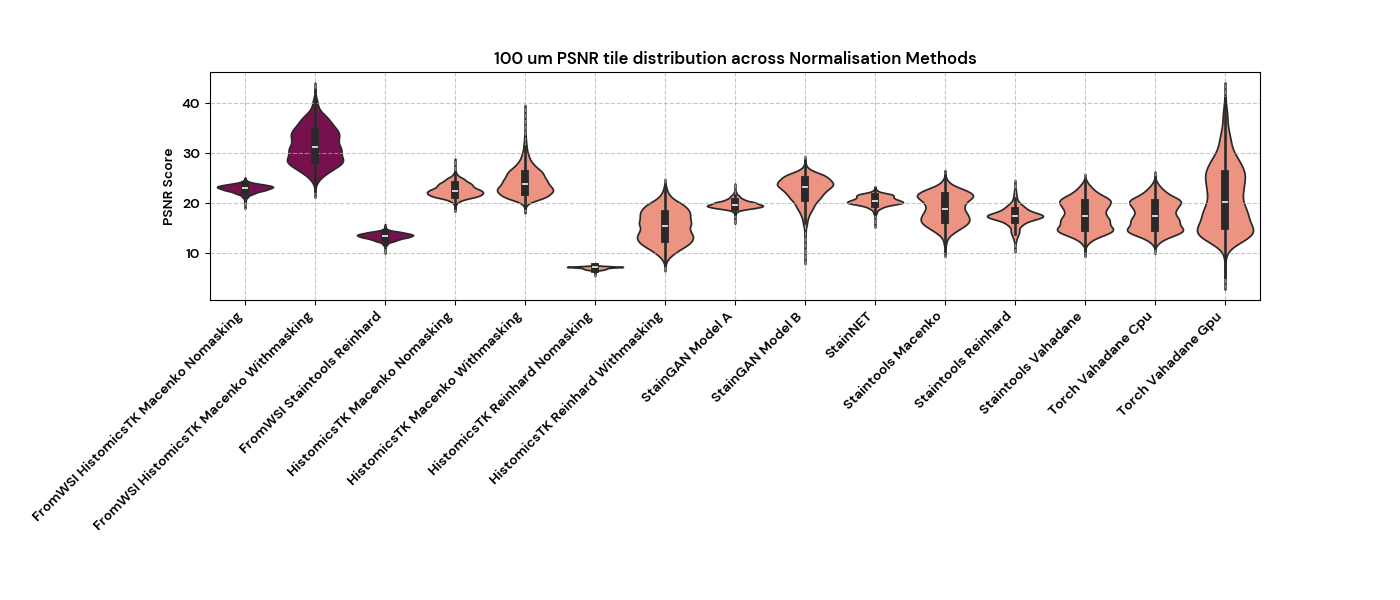 100 um PSNR tile distribution across Normalisation Methods
PSNR Score
40
30
20
10
FromWSI HistomicsTK Macenko Nomasking
FromWSI HistomicsTK Macenko Withmasking
FromWSI Staintools Reinhard
HistomicsTK Macenko Nomasking
HistomicsTK Macenko Withmasking
HistomicsTK Reinhard Nomasking
HistomicsTK Reinhard Withmasking
StainGAN Model A
StainGAN Model B
StainNET
Staintools Macenko
Staintools Reinhard
Staintools Vahadane
Torch Vahadane Cpu
Torch Vahadane Gpu